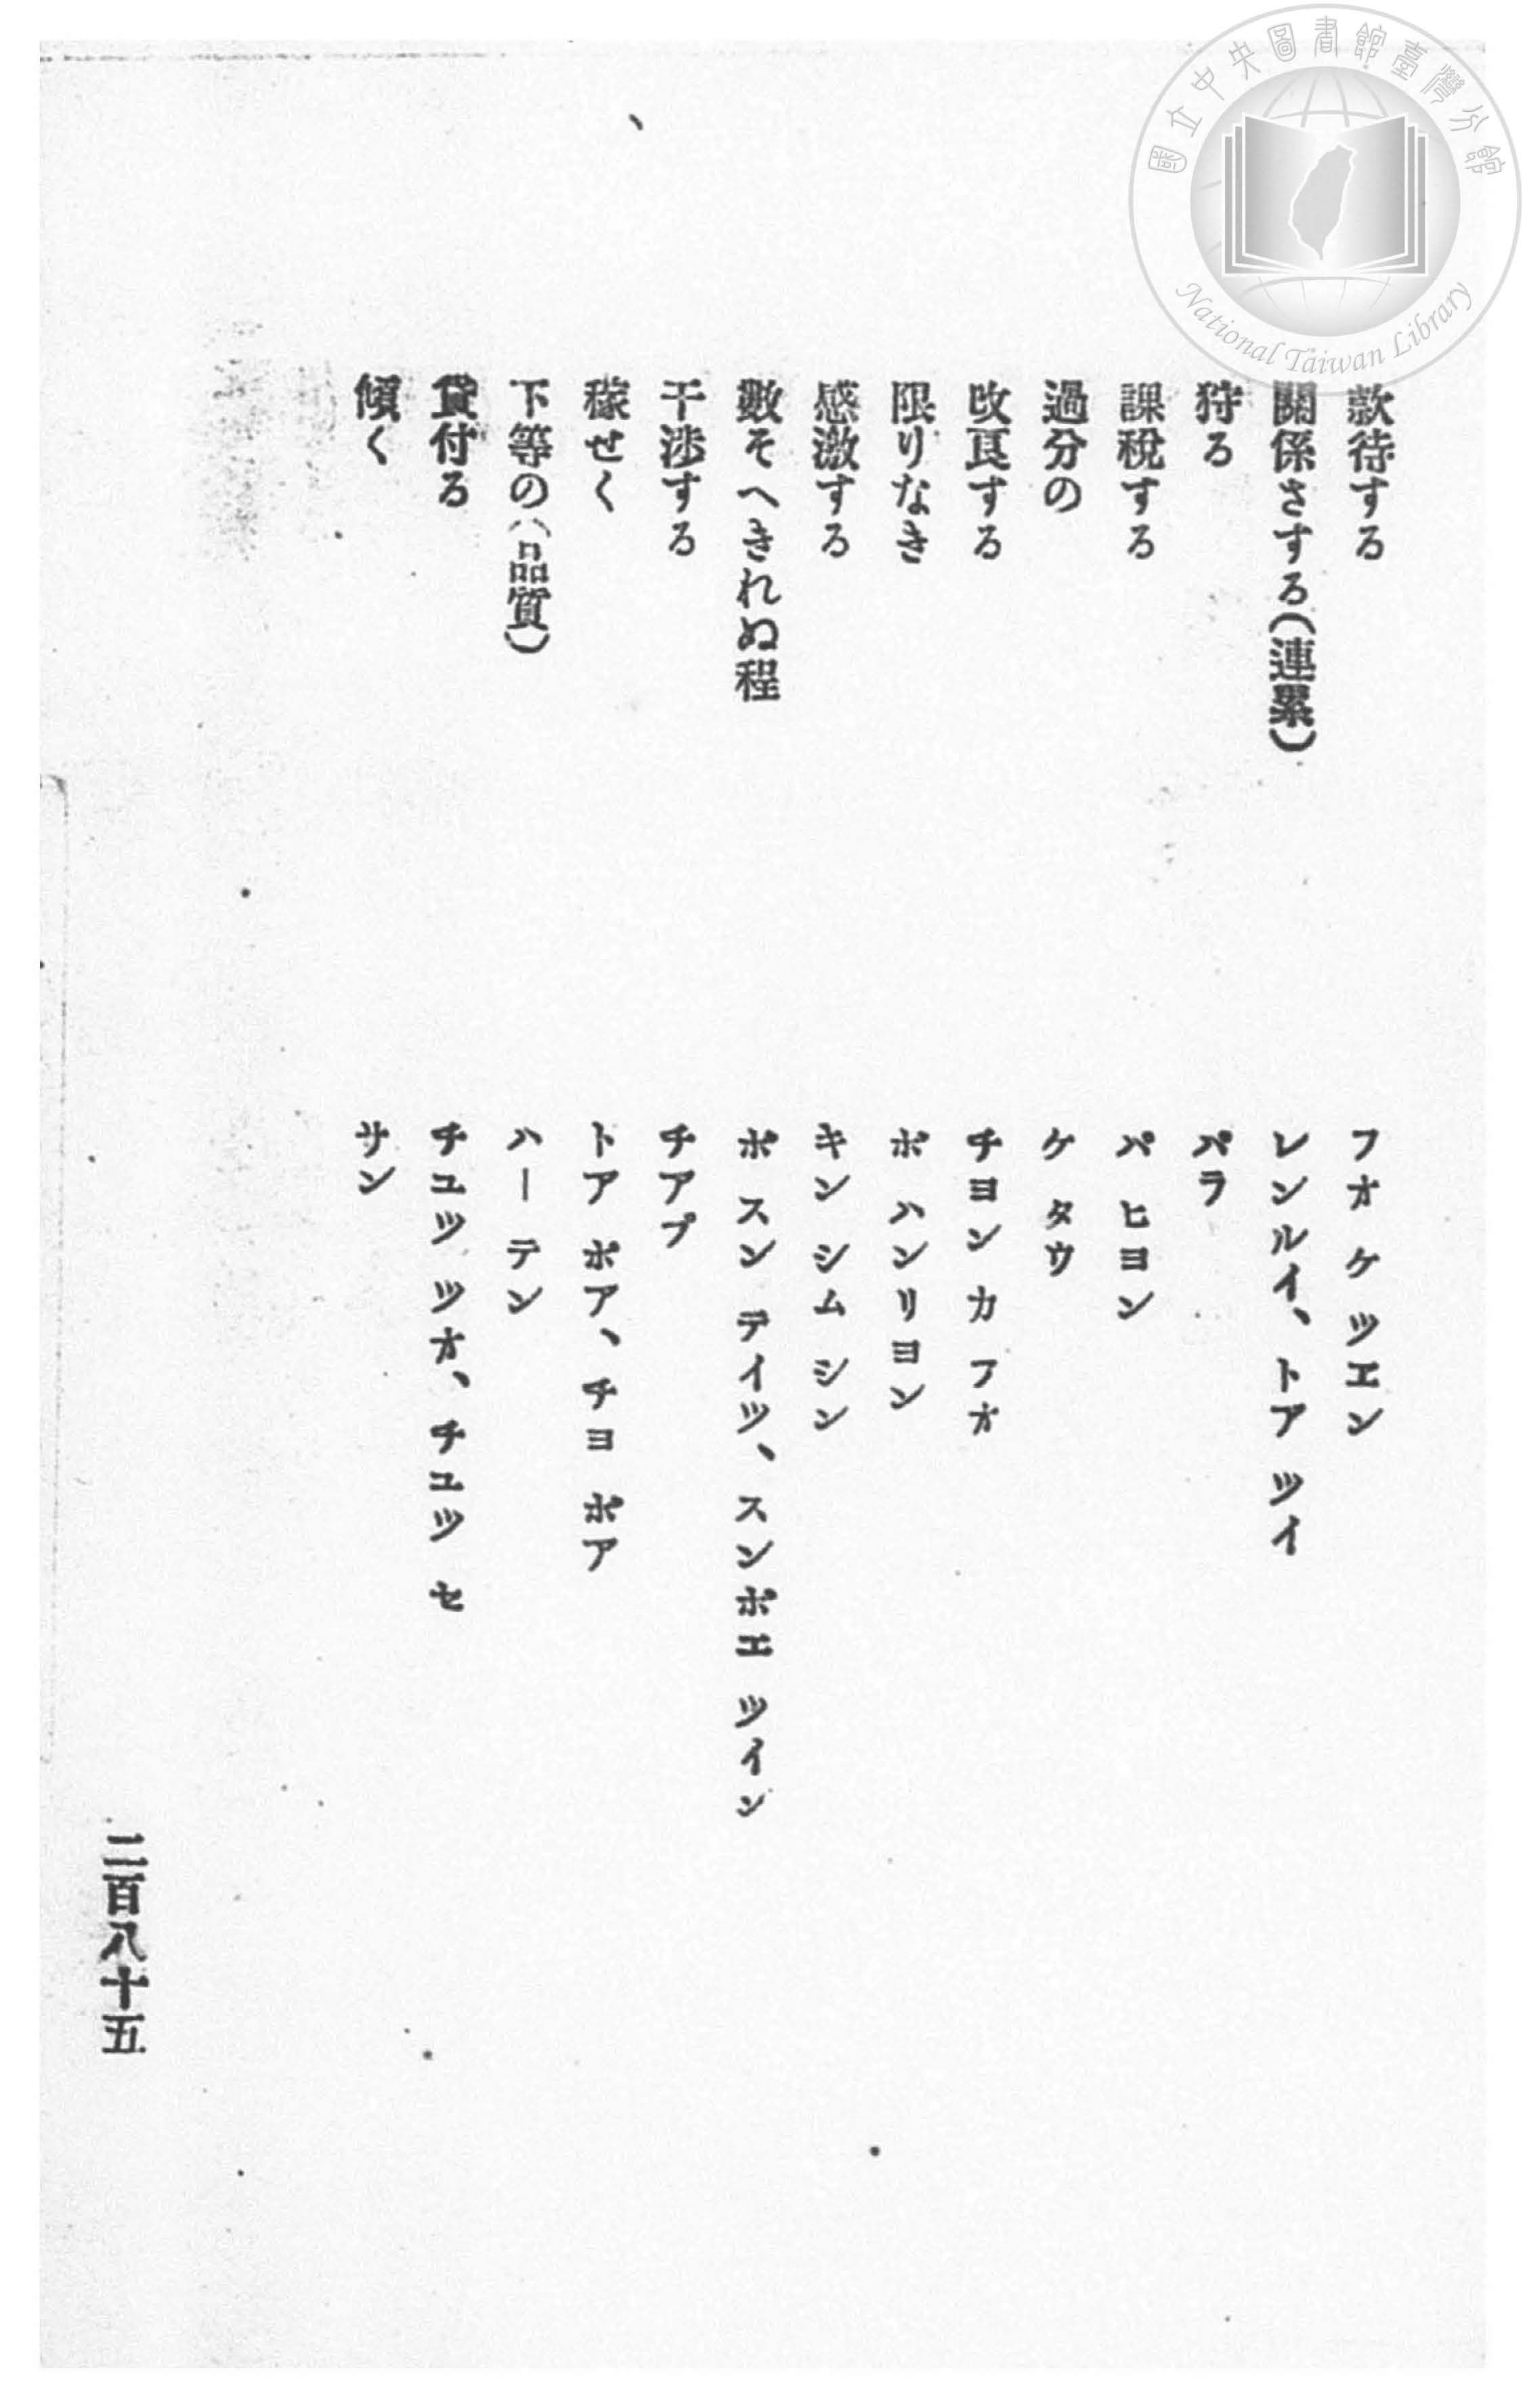 國立中央圖書館臺灣分館
National Taiwan Library
款待する　フオ ケ ツエン
關係さする(連累)　レンルイ、トア ツイ
狩る　パラ
課税する　パ ヒヨン
過分の　ケ タウ
改良する　チヨン カ フオ
限りなき　ボ ハンリヨン
感激する　キン シム シン
數そへきれぬ程　ボ スン テイツ、スンボエ ツイン
干渉する　チアプ
稼せく　トア ポア、チヨ ポア
下等の(品質)　ハー テン
貸付る　チユツ ツオ、チユツ セ
傾く　サン
二百八十五